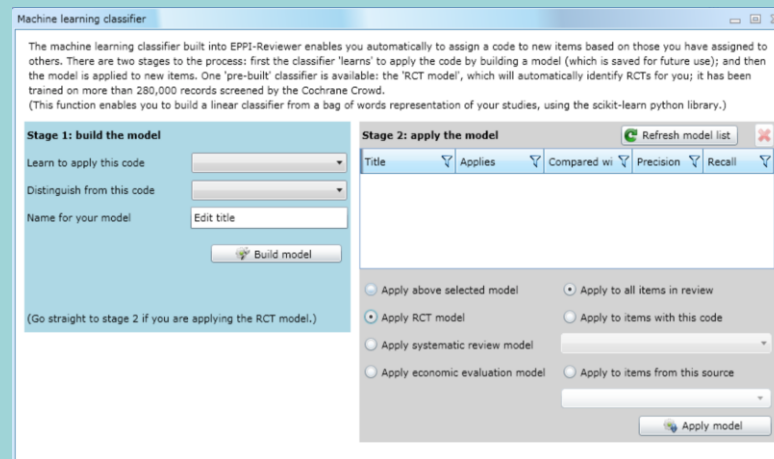 Machine learning classifier
The machine learning classifier built into EPPI-Reviewer enables you automatically to assign a code to new items based on those you have assigned to
others. There are two stages to the process: first the classifier 'learns' to apply the code by building a model (which is saved for future use); and then
the model is applied to new items. One 'pre-built' classifier is available: the 'RCT model', which will automatically identify RCTs for you; it has been
trained on more than 280,000 records screened by the Cochrane Crowd.
(This function enables you to build a linear classifier from a bag of words representation of your studies, using the scikit-learn python library.)
Stage 1: build the model
Learn to apply this code
Distinguish from this code
Name for your model Edit title
Build model
(Go straight to stage 2 if you are applying the RCT model.)
Stage 2: apply the model Refresh model list
Title Applies Compared wi Precision Recall
Apply above selected model Apply to all items in review
Apply RCT model Apply to items with this code
Apply systematic review model
Apply economic evaluation model Apply to items from this source
Apply model